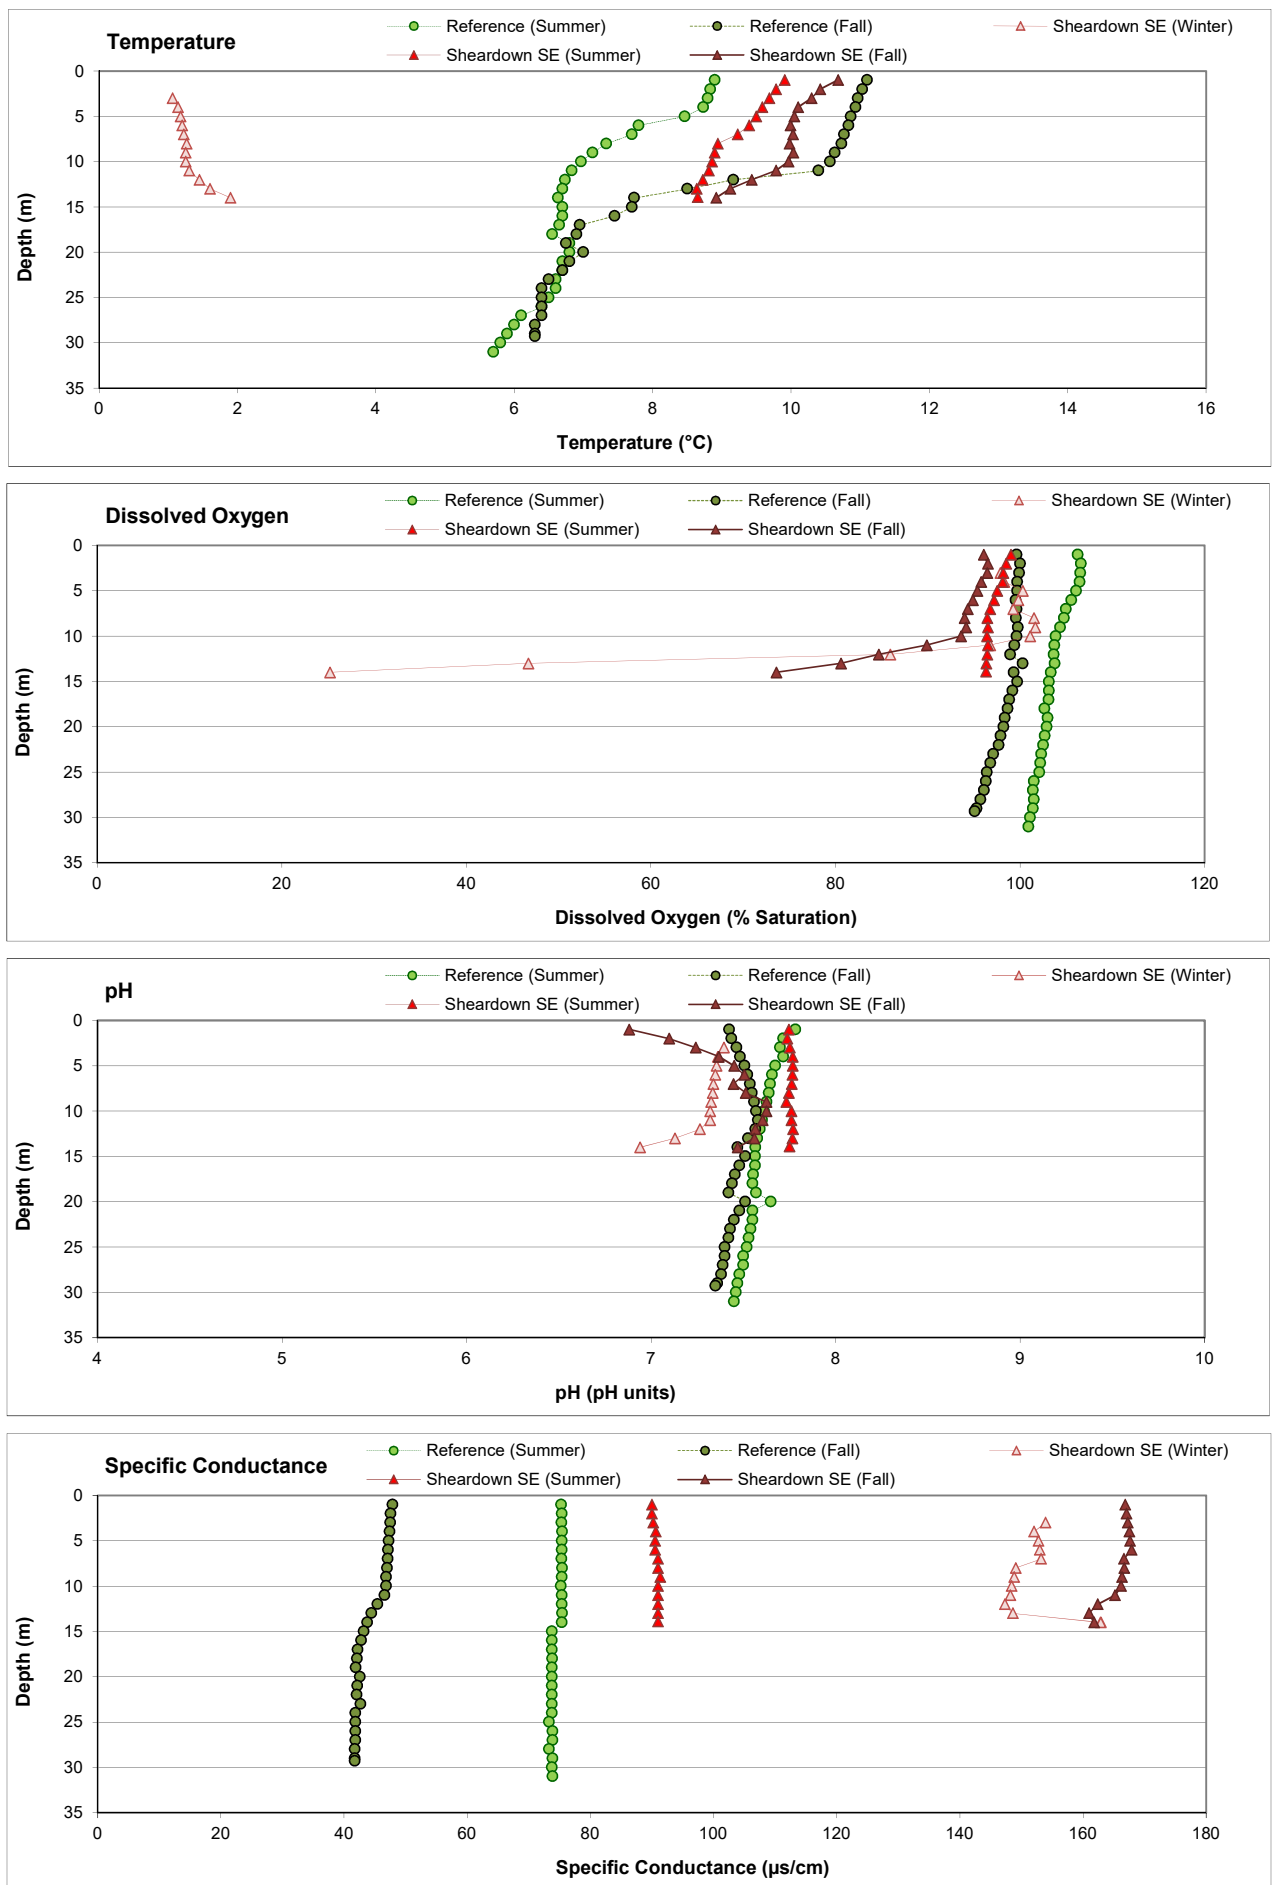 Temperature
Reference (Summer)
Reference (Fall)
Sheardown SE (Winter)
Sheardown SE (Summer)
Sheardown SE (Fall)
Depth (m)
0
5
10
15
20
25
30
35
0 2 4 6 8 10 12 14 16
Temperature (°C)
Dissolved Oxygen
Reference (Summer)
Reference (Fall)
Sheardown SE (Winter)
Sheardown SE (Summer)
Sheardown SE (Fall)
Depth (m)
0
5
10
15
20
25
30
35
0 20 40 60 80 100 120
Dissolved Oxygen (% Saturation)
pH
Reference (Summer)
Reference (Fall)
Sheardown SE (Winter)
Sheardown SE (Summer)
Sheardown SE (Fall)
Depth (m)
0
5
10
15
20
25
30
35
4 5 6 7 8 9 10
pH (pH units)
Specific Conductance
Reference (Summer)
Reference (Fall)
Sheardown SE (Winter)
Sheardown SE (Summer)
Sheardown SE (Fall)
Depth (m)
0
5
10
15
20
25
30
35
0 20 40 60 80 100 120 140 160 180
Specific Conductance (µs/cm)